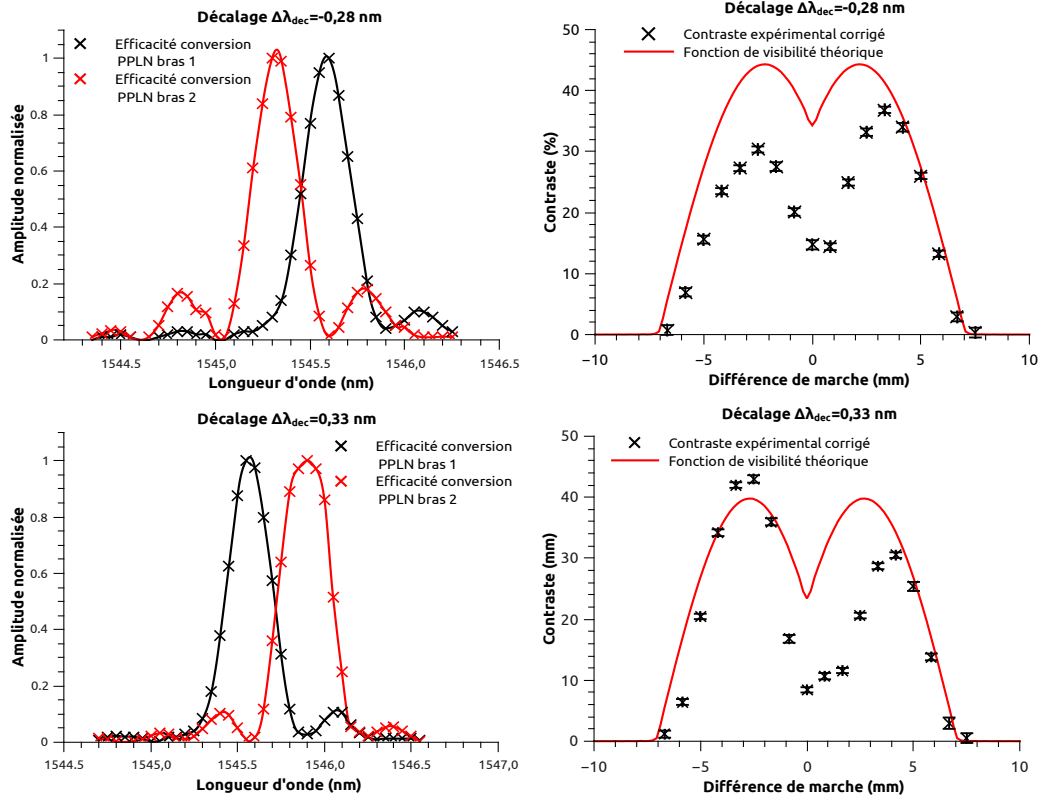 Décalage Δλdec=-0,28 nm
Efficacité conversion
PPLN bras 1
Efficacité conversion
PPLN bras 2
Amplitude normalisée
1
0.8
0.6
0.4
0.2
0
1544.5
1545,0
1545.5
1546.0
1546.5
Longueur d'onde (nm)
Décalage Δλdec=-0,28 nm
Contraste expérimental corrigé
Fonction de visibilité théorique
Contraste (%)
50
40
30
20
10
0
−10
−5
0
5
10
Différence de marche (mm)
Décalage Δλdec=0,33 nm
Efficacité conversion
PPLN bras 1
Efficacité conversion
PPLN bras 2
Amplitude normalisée
1
0.8
0.6
0.4
0.2
0
1544.5
1545,0
1545.5
1546.0
1546.5
1547,0
Longueur d'onde (nm)
Décalage Δλdec=0,33 nm
Contraste expérimental corrigé
Fonction de visibilité théorique
Contraste (mm)
50
40
30
20
10
0
−10
−5
0
5
10
Différence de marche (mm)